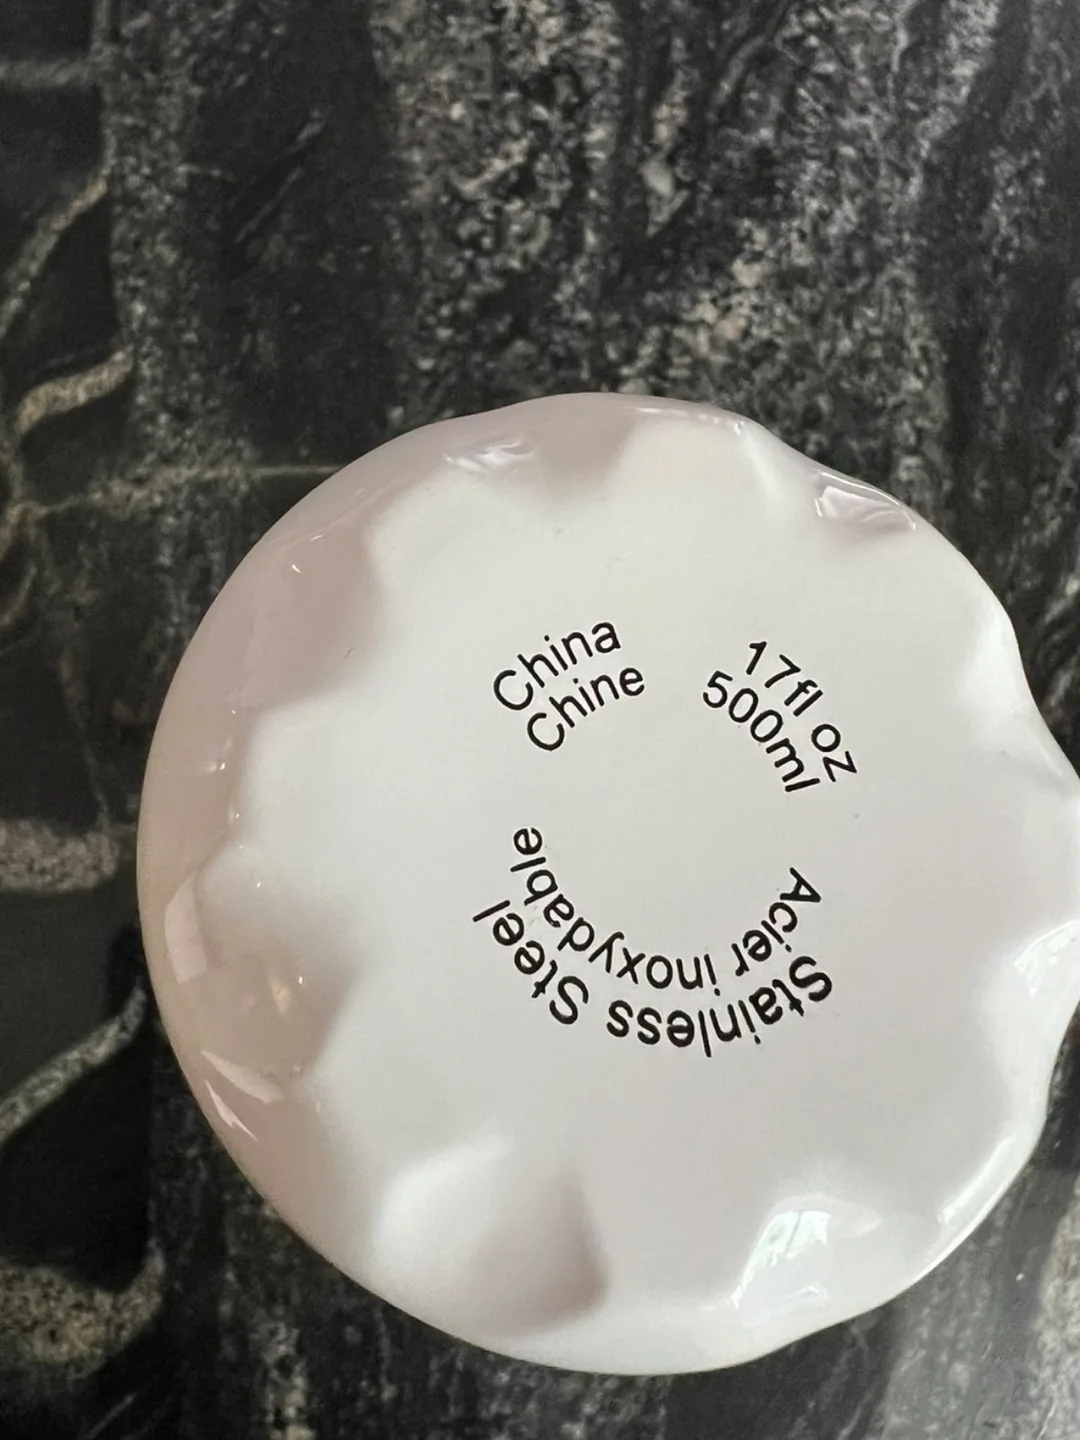 China
Chine
17fl oz
500ml
Stainless Steel
Acier inoxydable